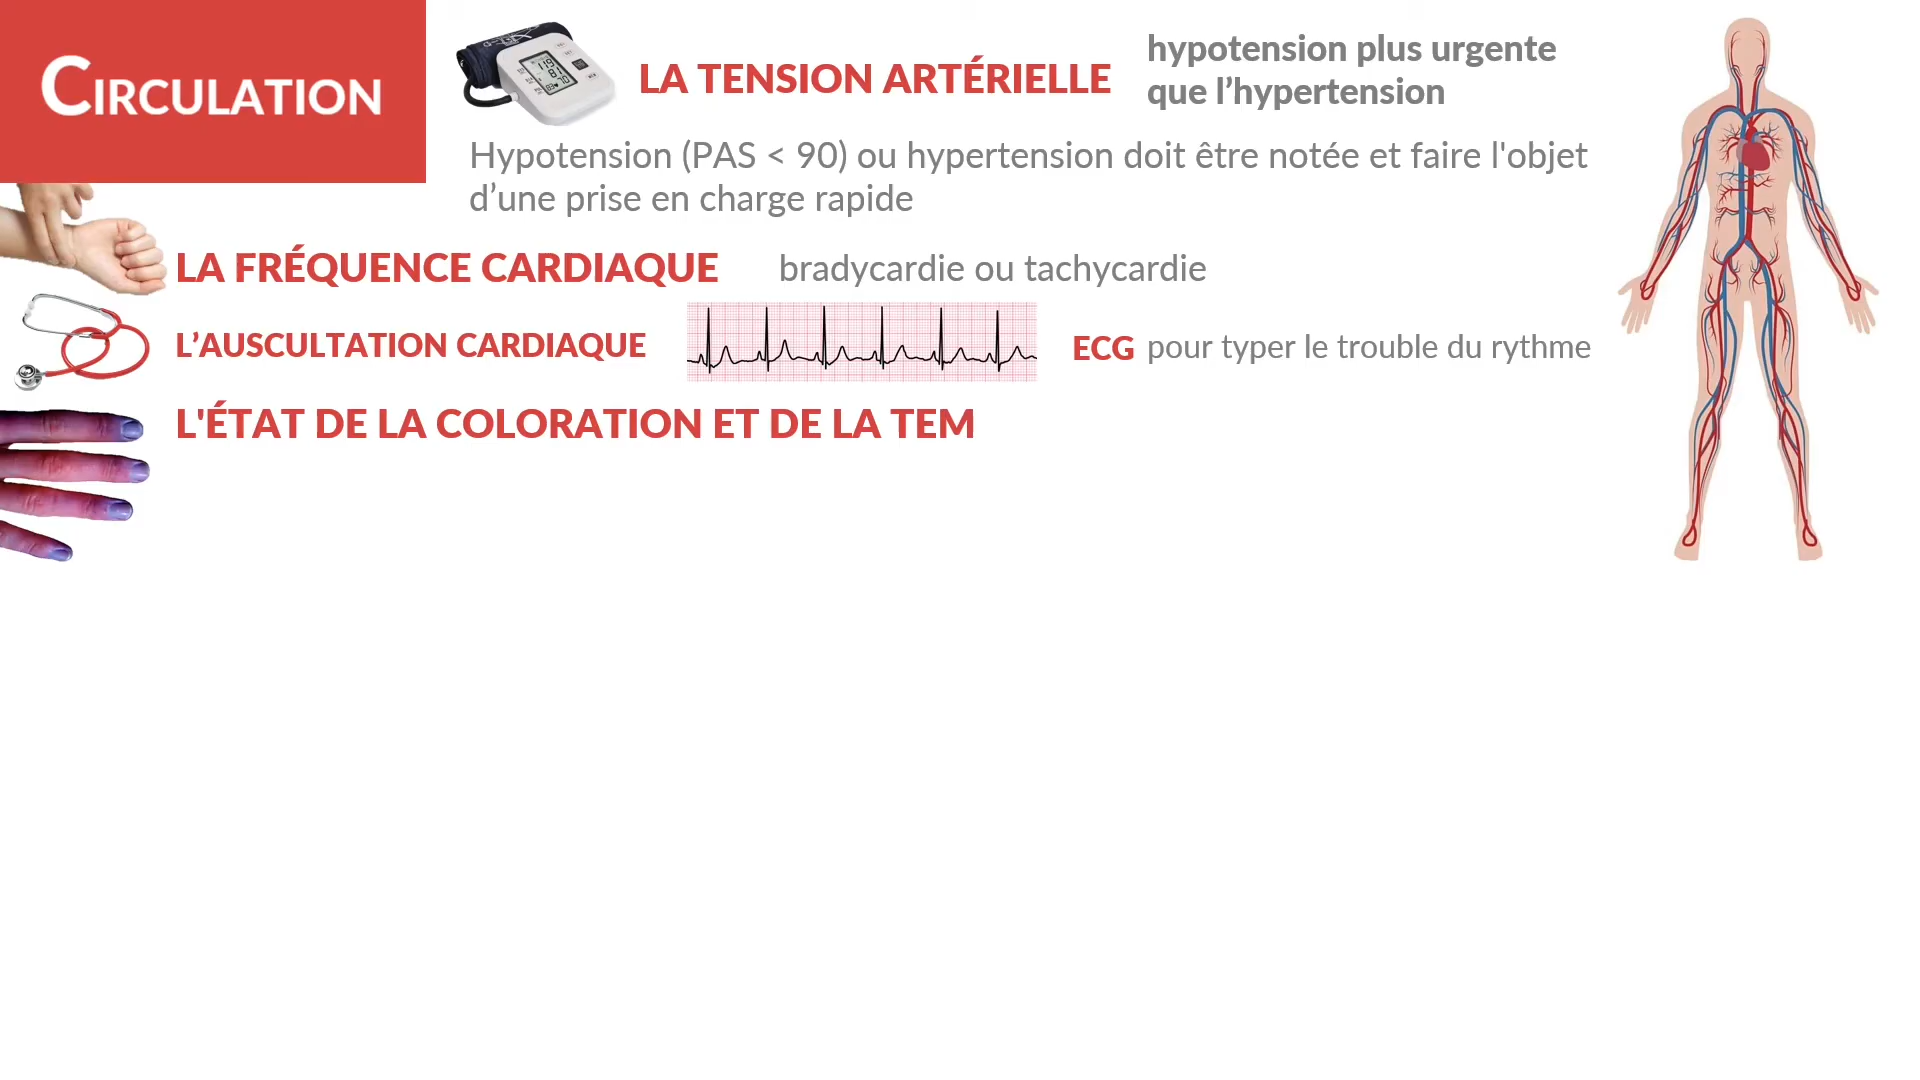 CIRCULATION
LA TENSION ARTÉRIELLE
hypotension plus urgente
que l’hypertension
Hypotension (PAS < 90) ou hypertension doit être notée et faire l'objet
d’une prise en charge rapide
LA FRÉQUENCE CARDIAQUE
bradycardie ou tachycardie
L’AUSCULTATION CARDIAQUE
ECG pour typer le trouble du rythme
L'ÉTAT DE LA COLORATION ET DE LA TEM